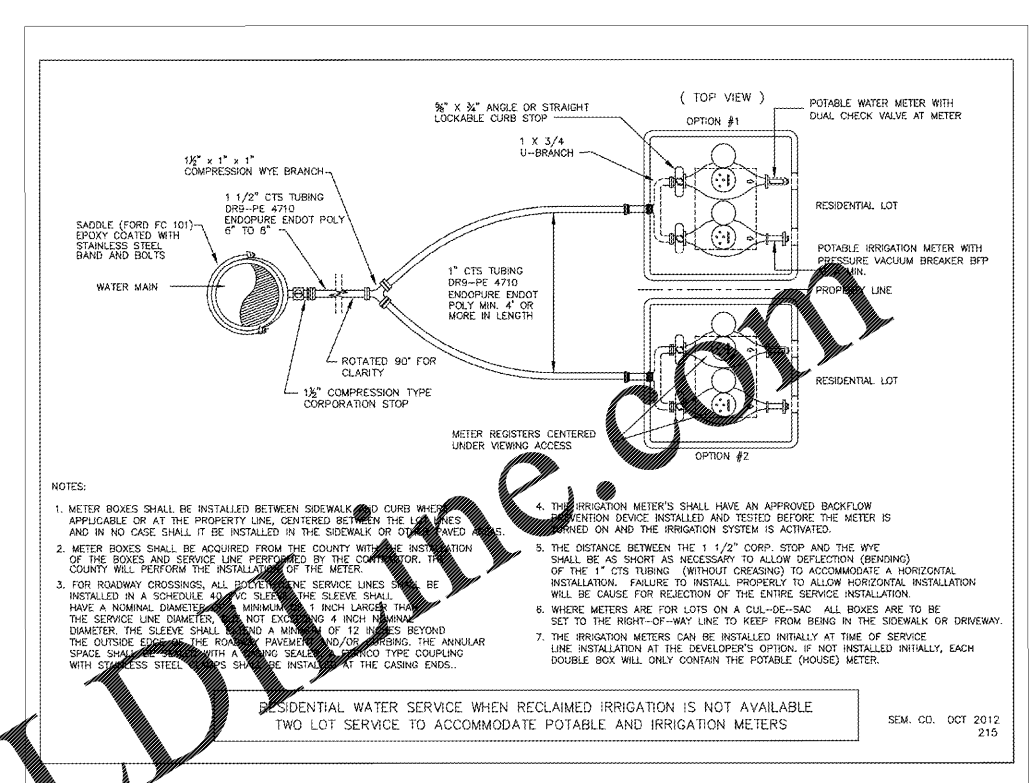 ( TOP VIEW )
OPTION #1
⅝" X ¾" ANGLE OR STRAIGHT
LOCKABLE CURB STOP
POTABLE WATER METER WITH
DUAL CHECK VALVE AT METER
1 X 3/4
U-BRANCH
1½" x 1" x 1"
COMPRESSION WYE BRANCH
1 1/2" CTS TUBING
DR9--PE 4710
ENDOPURE ENDOT POLY
6" TO 8"
SADDLE (FORD FC 101)
EPOXY COATED WITH
STAINLESS STEEL
BAND AND BOLTS
WATER MAIN
RESIDENTIAL LOT
POTABLE IRRIGATION METER WITH
PRESSURE VACUUM BREAKER BFP
MIN.
PROPERTY LINE
1" CTS TUBING
DR9--PE 4710
ENDOPURE ENDOT
POLY MIN. 4' OR
MORE IN LENGTH
ROTATED 90° FOR
CLARITY
1½" COMPRESSION TYPE
CORPORATION STOP
RESIDENTIAL LOT
METER REGISTERS CENTERED
UNDER VIEWING ACCESS
OPTION #2
NOTES:
1. METER BOXES SHALL BE INSTALLED BETWEEN SIDEWALK AND CURB WHERE
APPLICABLE OR AT THE PROPERTY LINE, CENTERED BETWEEN THE LOT LINES
AND IN NO CASE SHALL IT BE INSTALLED IN THE SIDEWALK OR OTHER PAVED AREAS.
2. METER BOXES SHALL BE ACQUIRED FROM THE COUNTY WITH THE INSTALLATION
OF THE BOXES AND SERVICE LINE PERFORMED BY THE CONTRACTOR. THE
COUNTY WILL PERFORM THE INSTALLATION OF THE METER.
3. FOR ROADWAY CROSSINGS, ALL POLYETHYLENE SERVICE LINES SHALL BE
INSTALLED IN A SCHEDULE 40 PVC SLEEVE. THE SLEEVE SHALL
HAVE A NOMINAL DIAMETER OF A MINIMUM OF 1 INCH LARGER THAN
THE SERVICE LINE DIAMETER, BUT NOT EXCEEDING 4 INCH NOMINAL
DIAMETER. THE SLEEVE SHALL EXTEND A MINIMUM OF 12 INCHES BEYOND
THE OUTSIDE EDGE OF THE ROADWAY PAVEMENT AND/OR CURBING. THE ANNULAR
SPACE SHALL BE SEALED WITH A CASING SEALER. A FERNCO TYPE COUPLING
WITH STAINLESS STEEL CLAMPS SHALL BE INSTALLED AT THE CASING ENDS..
4. THE IRRIGATION METER'S SHALL HAVE AN APPROVED BACKFLOW
PREVENTION DEVICE INSTALLED AND TESTED BEFORE THE METER IS
TURNED ON AND THE IRRIGATION SYSTEM IS ACTIVATED.
5. THE DISTANCE BETWEEN THE 1 1/2" CORP. STOP AND THE WYE
SHALL BE AS SHORT AS NECESSARY TO ALLOW DEFLECTION (BENDING)
OF THE 1" CTS TUBING (WITHOUT CREASING) TO ACCOMMODATE A HORIZONTAL
INSTALLATION. FAILURE TO INSTALL PROPERLY TO ALLOW HORIZONTAL INSTALLATION
WILL BE CAUSE FOR REJECTION OF THE ENTIRE SERVICE INSTALLATION.
6. WHERE METERS ARE FOR LOTS ON A CUL--DE--SAC ALL BOXES ARE TO BE
SET TO THE RIGHT--OF--WAY LINE TO KEEP FROM BEING IN THE SIDEWALK OR DRIVEWAY.
7. THE IRRIGATION METERS CAN BE INSTALLED INITIALLY AT TIME OF SERVICE
LINE INSTALLATION AT THE DEVELOPER'S OPTION. IF NOT INSTALLED INITIALLY, EACH
DOUBLE BOX WILL ONLY CONTAIN THE POTABLE (HOUSE) METER.
RESIDENTIAL WATER SERVICE WHEN RECLAIMED IRRIGATION IS NOT AVAILABLE
TWO LOT SERVICE TO ACCOMMODATE POTABLE AND IRRIGATION METERS
SEM. CO. OCT 2012
215
LDLine.com